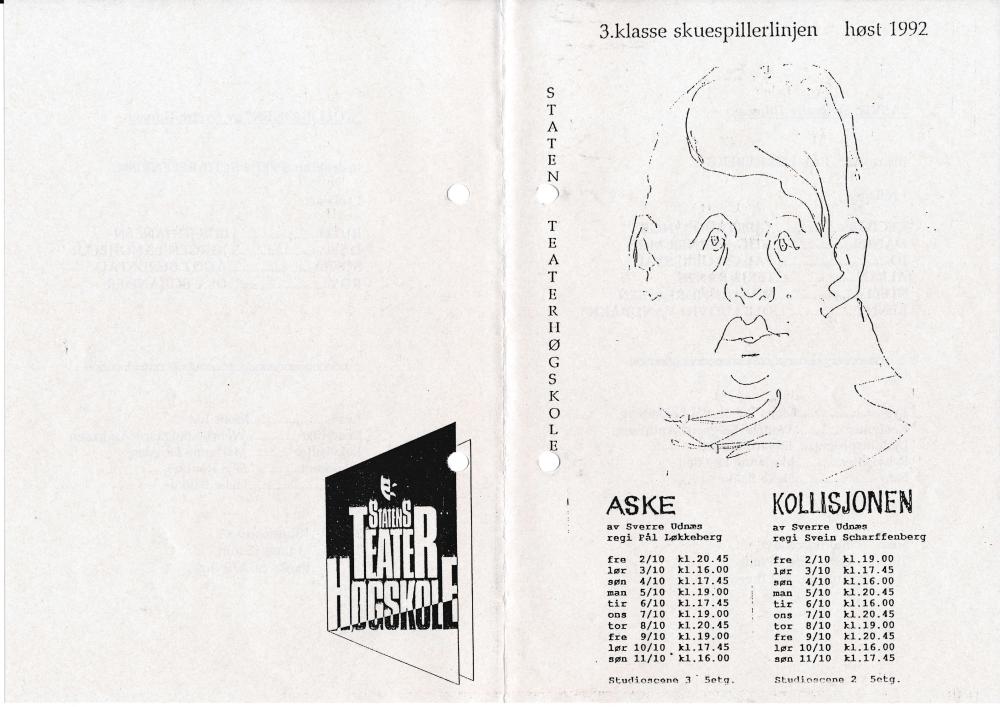 3.klasse skuespillerlinjen høst 1992
STATENS TEATERHØGSKOLE
ASKE
av Sverre Udnæs
regi Pål Løkkeberg
fre 2/10 kl.20.45
lør 3/10 kl.16.00
søn 4/10 kl.17.45
man 5/10 kl.19.00
tir 6/10 kl.17.45
ons 7/10 kl.19.00
tor 8/10 kl.20.45
fre 9/10 kl.19.00
lør 10/10 kl.17.45
søn 11/10 kl.16.00
Studioscene 3 5etg.
KOLLISJONEN
av Sverre Udnæs
regi Svein Scharffenberg
fre 2/10 kl.19.00
lør 3/10 kl.17.45
søn 4/10 kl.16.00
man 5/10 kl.20.45
tir 6/10 kl.16.00
ons 7/10 kl.20.45
tor 8/10 kl.19.00
fre 9/10 kl.20.45
lør 10/10 kl.16.00
søn 11/10 kl.17.45
Studioscene 2 5etg.
STATENS
TEATER
HØGSKOLE